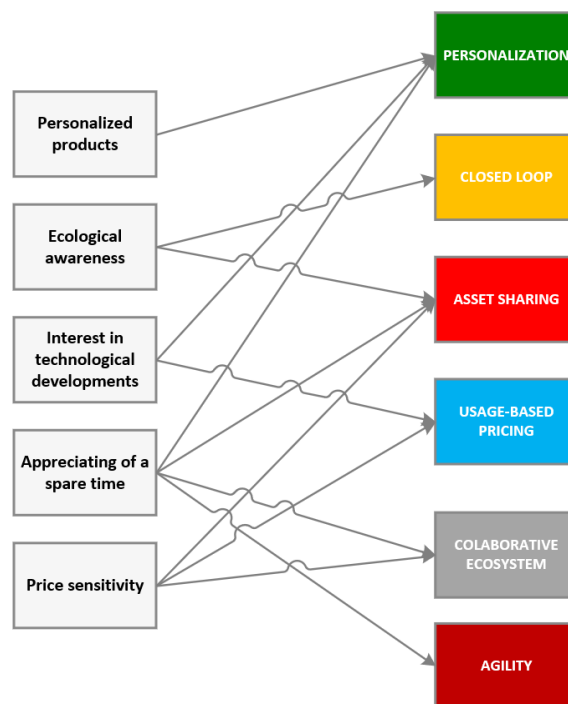 Personalized
products
Ecological
awareness
Interest in
technological
developments
Appreciating of a
spare time
Price sensitivity
PERSONALIZATION
CLOSED LOOP
ASSET SHARING
USAGE-BASED
PRICING
COLABORATIVE
ECOSYSTEM
AGILITY